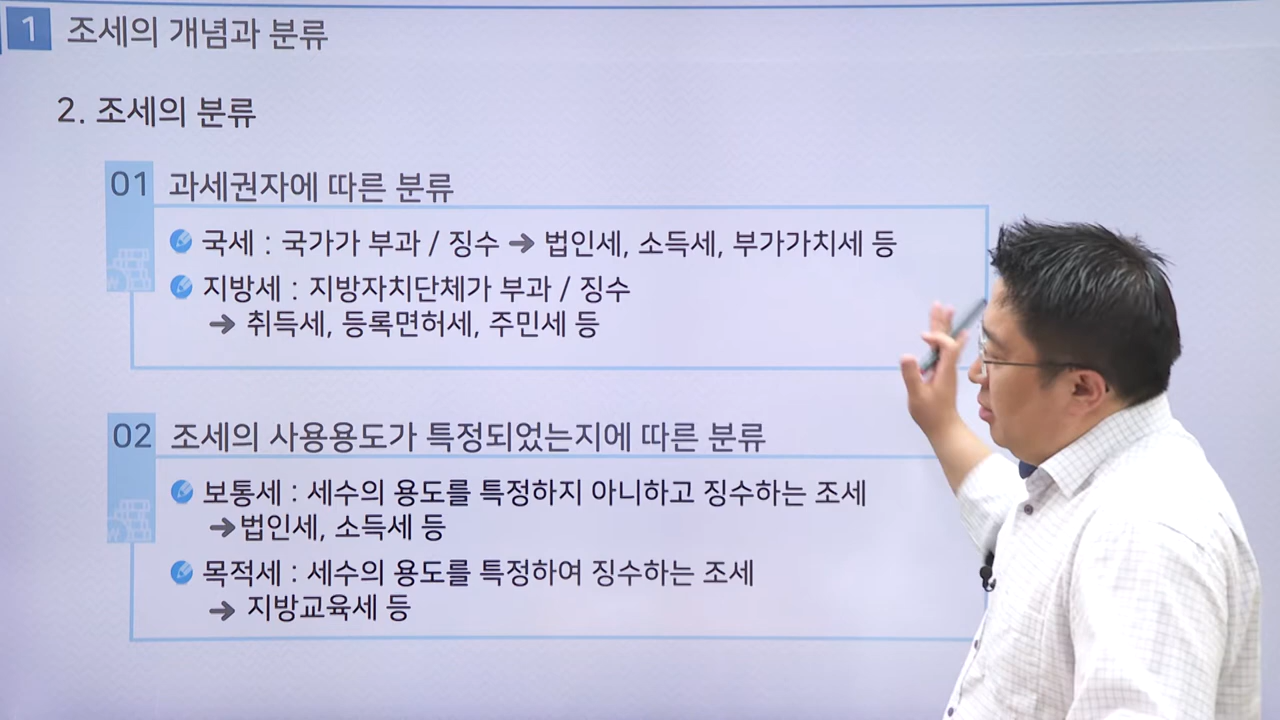 1 조세의 개념과 분류
2. 조세의 분류
01 과세권자에 따른 분류
국세 : 국가가 부과 / 징수 → 법인세, 소득세, 부가가치세 등
지방세 : 지방자치단체가 부과 / 징수
→ 취득세, 등록면허세, 주민세 등
02 조세의 사용용도가 특정되었는지에 따른 분류
보통세 : 세수의 용도를 특정하지 아니하고 징수하는 조세
→법인세, 소득세 등
목적세 : 세수의 용도를 특정하여 징수하는 조세
→ 지방교육세 등